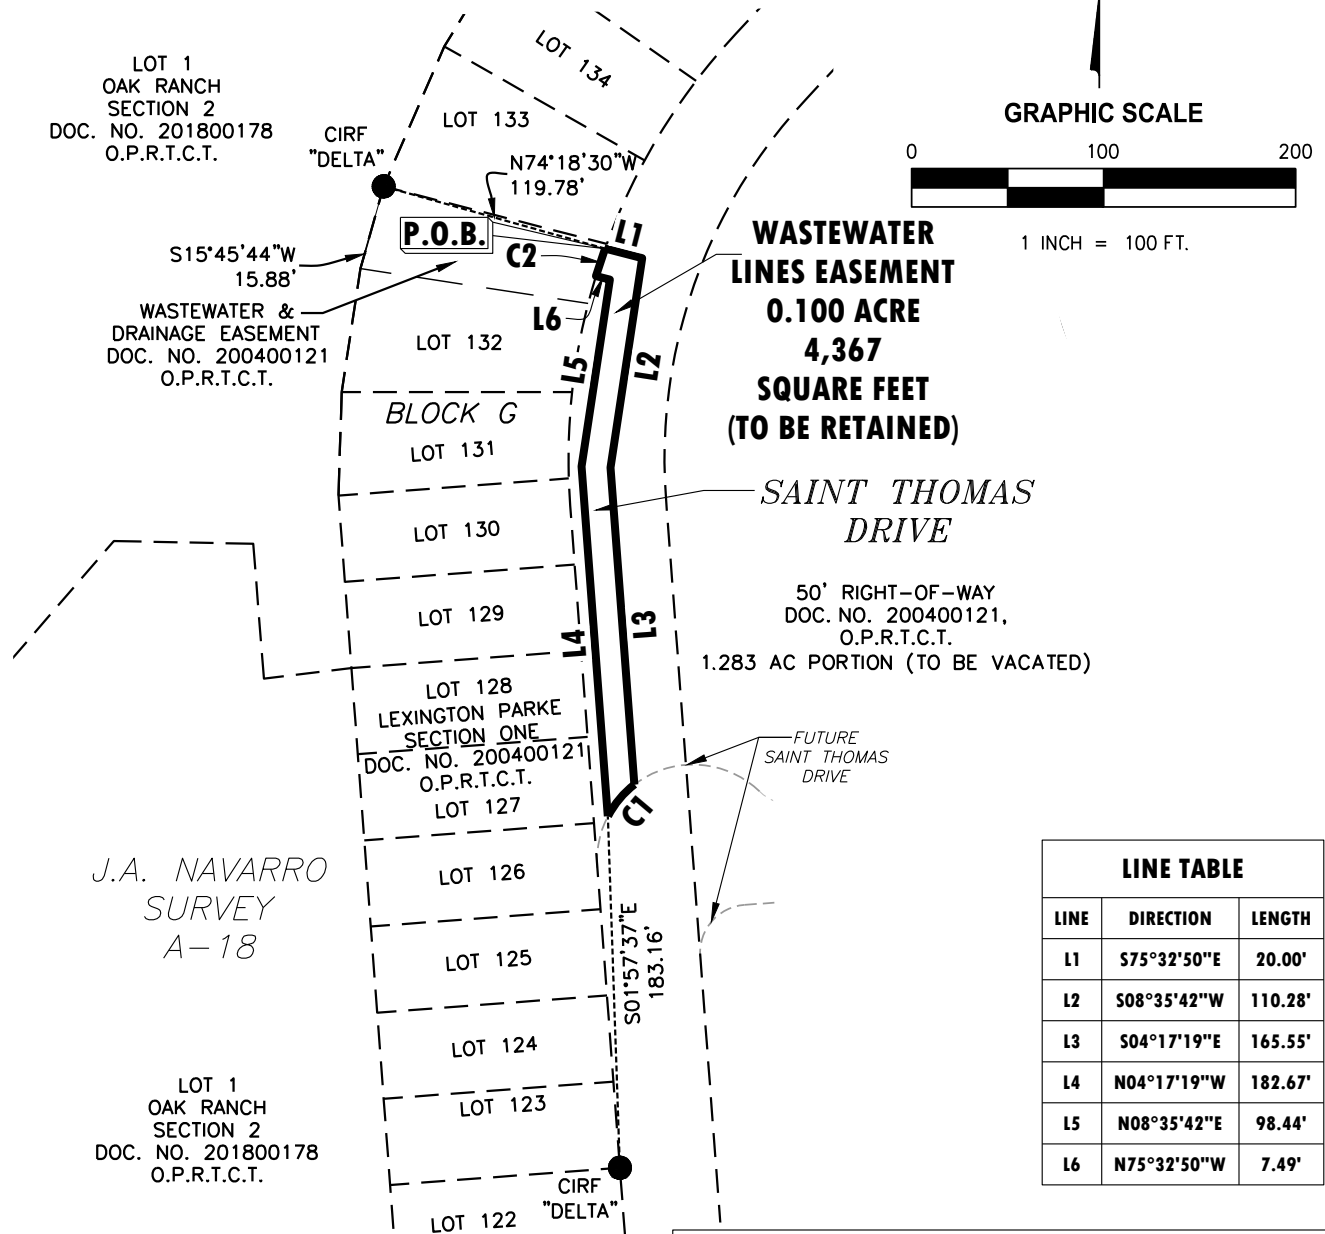 LOT 1
OAK RANCH
SECTION 2
DOC. NO. 201800178
O.P.R.T.C.T.
CIRF
"DELTA"
LOT 134
LOT 133
N74°18'30"W
119.78'
GRAPHIC SCALE
0 100 200
1 INCH = 100 FT.
P.O.B.
L1
C2
S15°45'44"W
15.88'
WASTEWATER &
DRAINAGE EASEMENT
DOC. NO. 200400121
O.P.R.T.C.T.
L6
L5
L2
WASTEWATER
LINES EASEMENT
0.100 ACRE
4,367
SQUARE FEET
(TO BE RETAINED)
LOT 132
BLOCK G
LOT 131
SAINT THOMAS
DRIVE
LOT 130
50' RIGHT-OF-WAY
DOC. NO. 200400121,
O.P.R.T.C.T.
1.283 AC PORTION (TO BE VACATED)
LOT 129
L4
L3
LOT 128
LEXINGTON PARKE
SECTION ONE
DOC. NO. 200400121
O.P.R.T.C.T.
LOT 127
C1
FUTURE
SAINT THOMAS
DRIVE
LOT 126
J.A. NAVARRO
SURVEY
A-18
S01°57'37"E
183.16'
LOT 125
LOT 124
LOT 123
LOT 1
OAK RANCH
SECTION 2
DOC. NO. 201800178
O.P.R.T.C.T.
CIRF
"DELTA"
LOT 122
LINE TABLE
LINE DIRECTION LENGTH
L1 S75°32'50"E 20.00'
L2 S08°35'42"W 110.28'
L3 S04°17'19"E 165.55'
L4 N04°17'19"W 182.67'
L5 N08°35'42"E 98.44'
L6 N75°32'50"W 7.49'